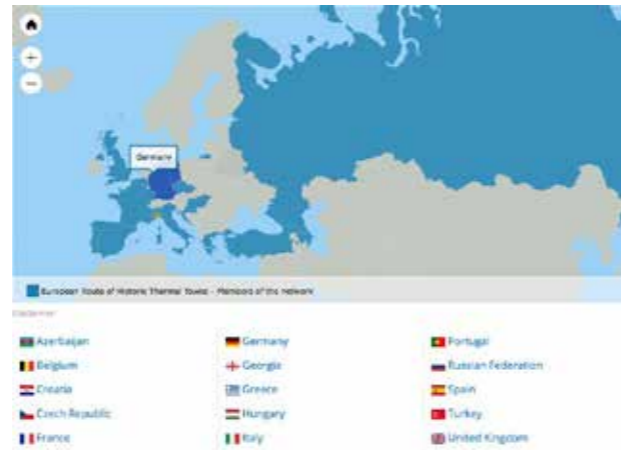 Germany
European Route of Historic Thermal Towns - Members of the network
Disclaimer
Azerbaijan
Belgium
Croatia
Czech Republic
France
Germany
Georgia
Greece
Hungary
Italy
Portugal
Russian Federation
Spain
Turkey
United Kingdom